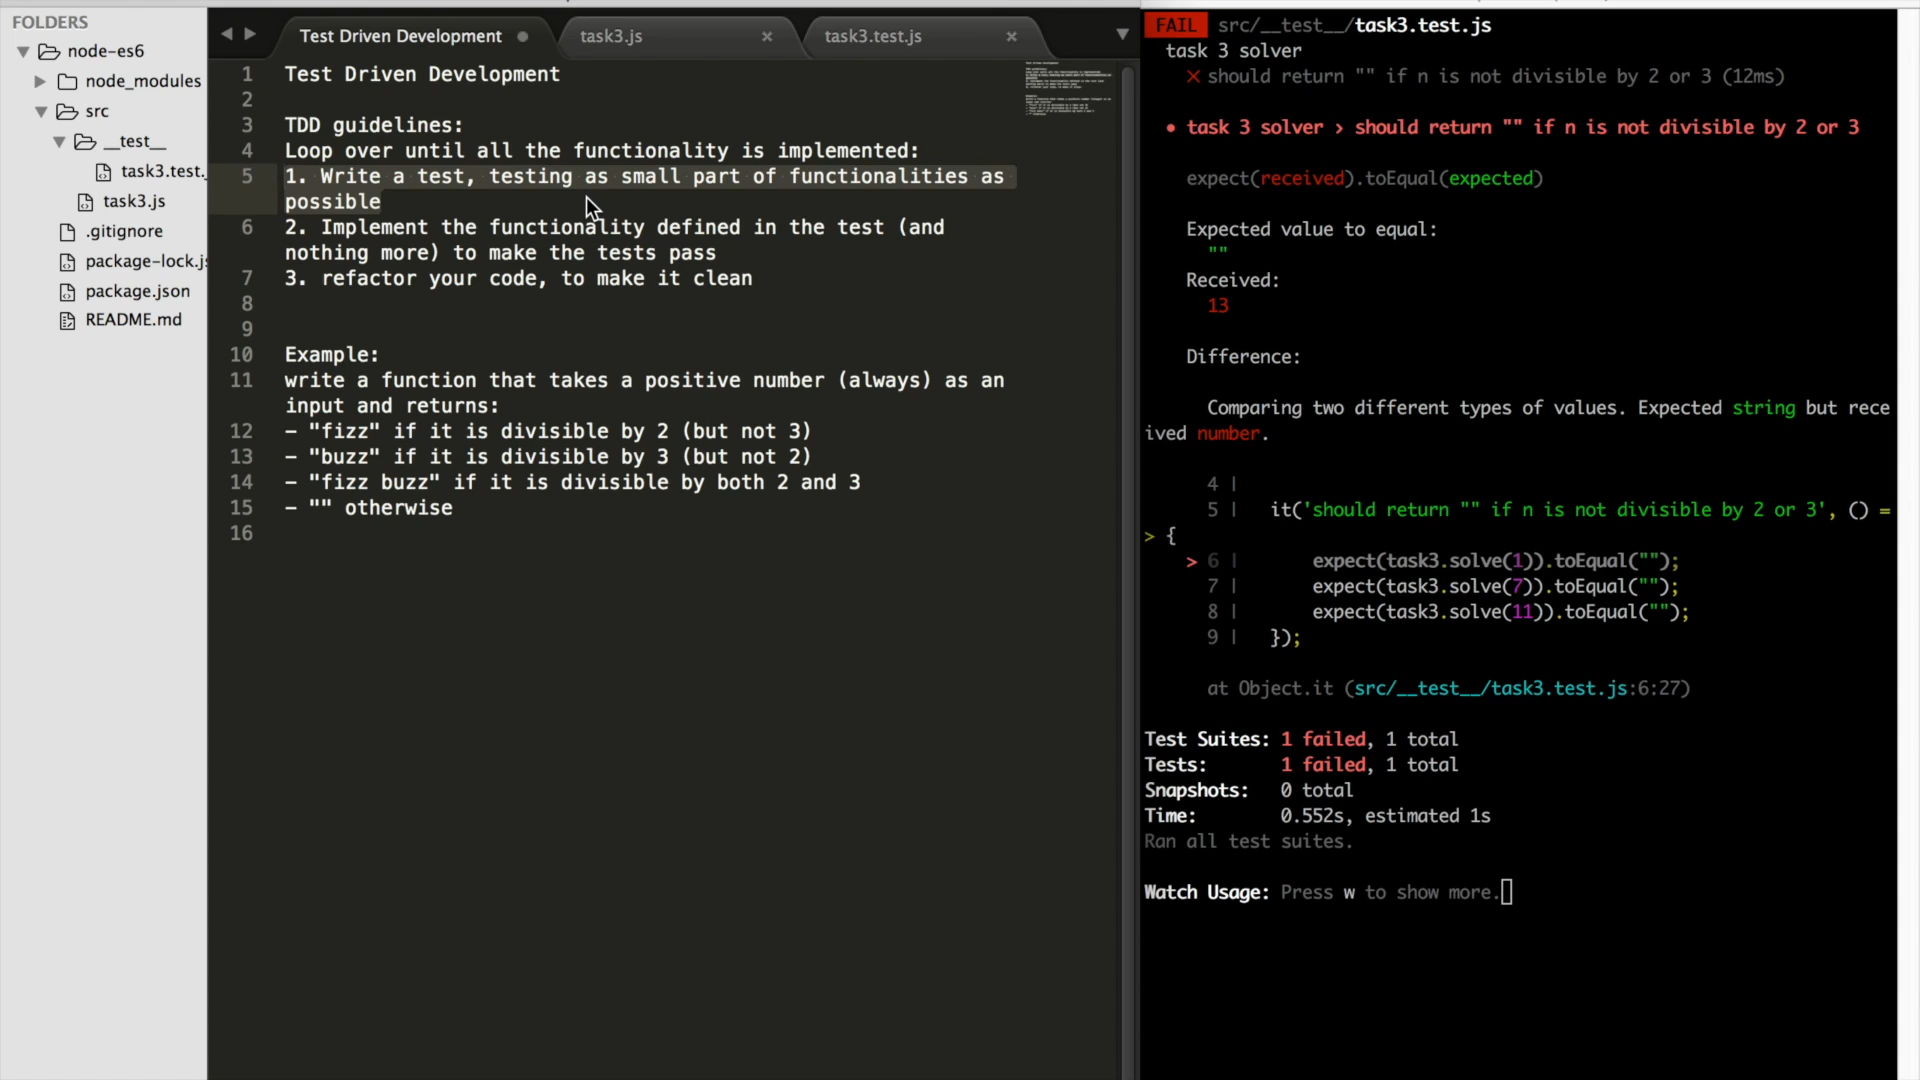 FOLDERS
node-es6
node_modules
src
__test__
task3.test.
task3.js
.gitignore
package-lock.js
package.json
README.md
Test Driven Development
task3.js
task3.test.js
1 Test Driven Development
2
3 TDD guidelines:
4 Loop over until all the functionality is implemented:
5 1. Write a test, testing as small part of functionalities as
possible
6 2. Implement the functionality defined in the test (and
nothing more) to make the tests pass
7 3. refactor your code, to make it clean
8
9
10 Example:
11 write a function that takes a positive number (always) as an
input and returns:
12 - "fizz" if it is divisible by 2 (but not 3)
13 - "buzz" if it is divisible by 3 (but not 2)
14 - "fizz buzz" if it is divisible by both 2 and 3
15 - "" otherwise
16
FAIL src/__test__/task3.test.js
task 3 solver
✕ should return "" if n is not divisible by 2 or 3 (12ms)
● task 3 solver › should return "" if n is not divisible by 2 or 3
expect(received).toEqual(expected)
Expected value to equal:
""
Received:
13
Difference:
Comparing two different types of values. Expected string but rece
ived number.
4 |
5 | it('should return "" if n is not divisible by 2 or 3', () =
> {
> 6 | expect(task3.solve(1)).toEqual("");
7 | expect(task3.solve(7)).toEqual("");
8 | expect(task3.solve(11)).toEqual("");
9 | });
at Object.it (src/__test__/task3.test.js:6:27)
Test Suites: 1 failed, 1 total
Tests: 1 failed, 1 total
Snapshots: 0 total
Time: 0.552s, estimated 1s
Ran all test suites.
Watch Usage: Press w to show more.